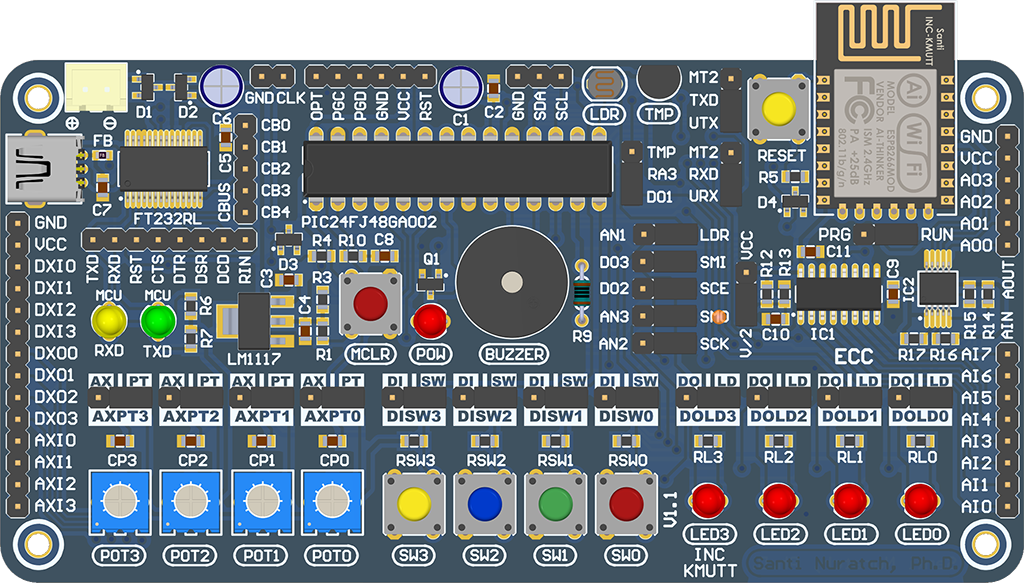 Santi
INC-KMUTT
D1
D2
C6
GND CLK
OPT
PGC
PGD
GND
VCC
RST
C1
C2
GND
SDA
SCL
LDR
TMP
MT2
TXD
UTX
RESET
Ai
Wi Fi
FC
MODEL ESP8266MOD
VENDOR AI-THINKER
ISM 2.4GHz
PA +25dB
802.11b/g/n
FB
C7
FT232RL
C5
CBUS
CB0
CB1
CB2
CB3
CB4
PIC24FJ48GA002
TMP
RA3
DO1
MT2
RXD
URX
R5
D4
GND
VCC
AO3
AO2
AO1
AO0
AOUT
GND
VCC
DXI0
DXI1
DXI2
DXI3
DXO0
DXO1
DXO2
DXO3
AXI0
AXI1
AXI2
AXI3
TXD
RXD
RST
CTS
DTR
DSR
DCD
RIN
D3
R4
R10
C8
C3
C4
R3
R1
Q1
MCU
RXD
MCU
TXD
R6
R7
LM1117
MCLR
POW
BUZZER
R9
AN1
DO3
DO2
AN3
AN2
LDR
SMI
SCE
SMO
SCK
VCC
V/2
R12
R13
C11
C10
IC1
C9
PRG
RUN
IC2
R17
R16
R15
R14
AIN
ECC
AI7
AI6
AI5
AI4
AI3
AI2
AI1
AI0
AX PT
AXPT3
AX PT
AXPT2
AX PT
AXPT1
AX PT
AXPT0
DI SW
DISW3
DI SW
DISW2
DI SW
DISW1
DI SW
DISW0
DO LD
DOLD3
DO LD
DOLD2
DO LD
DOLD1
DO LD
DOLD0
CP3
CP2
CP1
CP0
RSW3
RSW2
RSW1
RSW0
RL3
RL2
RL1
RL0
V1.1
POT3
POT2
POT1
POT0
SW3
SW2
SW1
SW0
LED3
LED2
LED1
LED0
INC
KMUTT
Santi Nuratch, Ph.D.